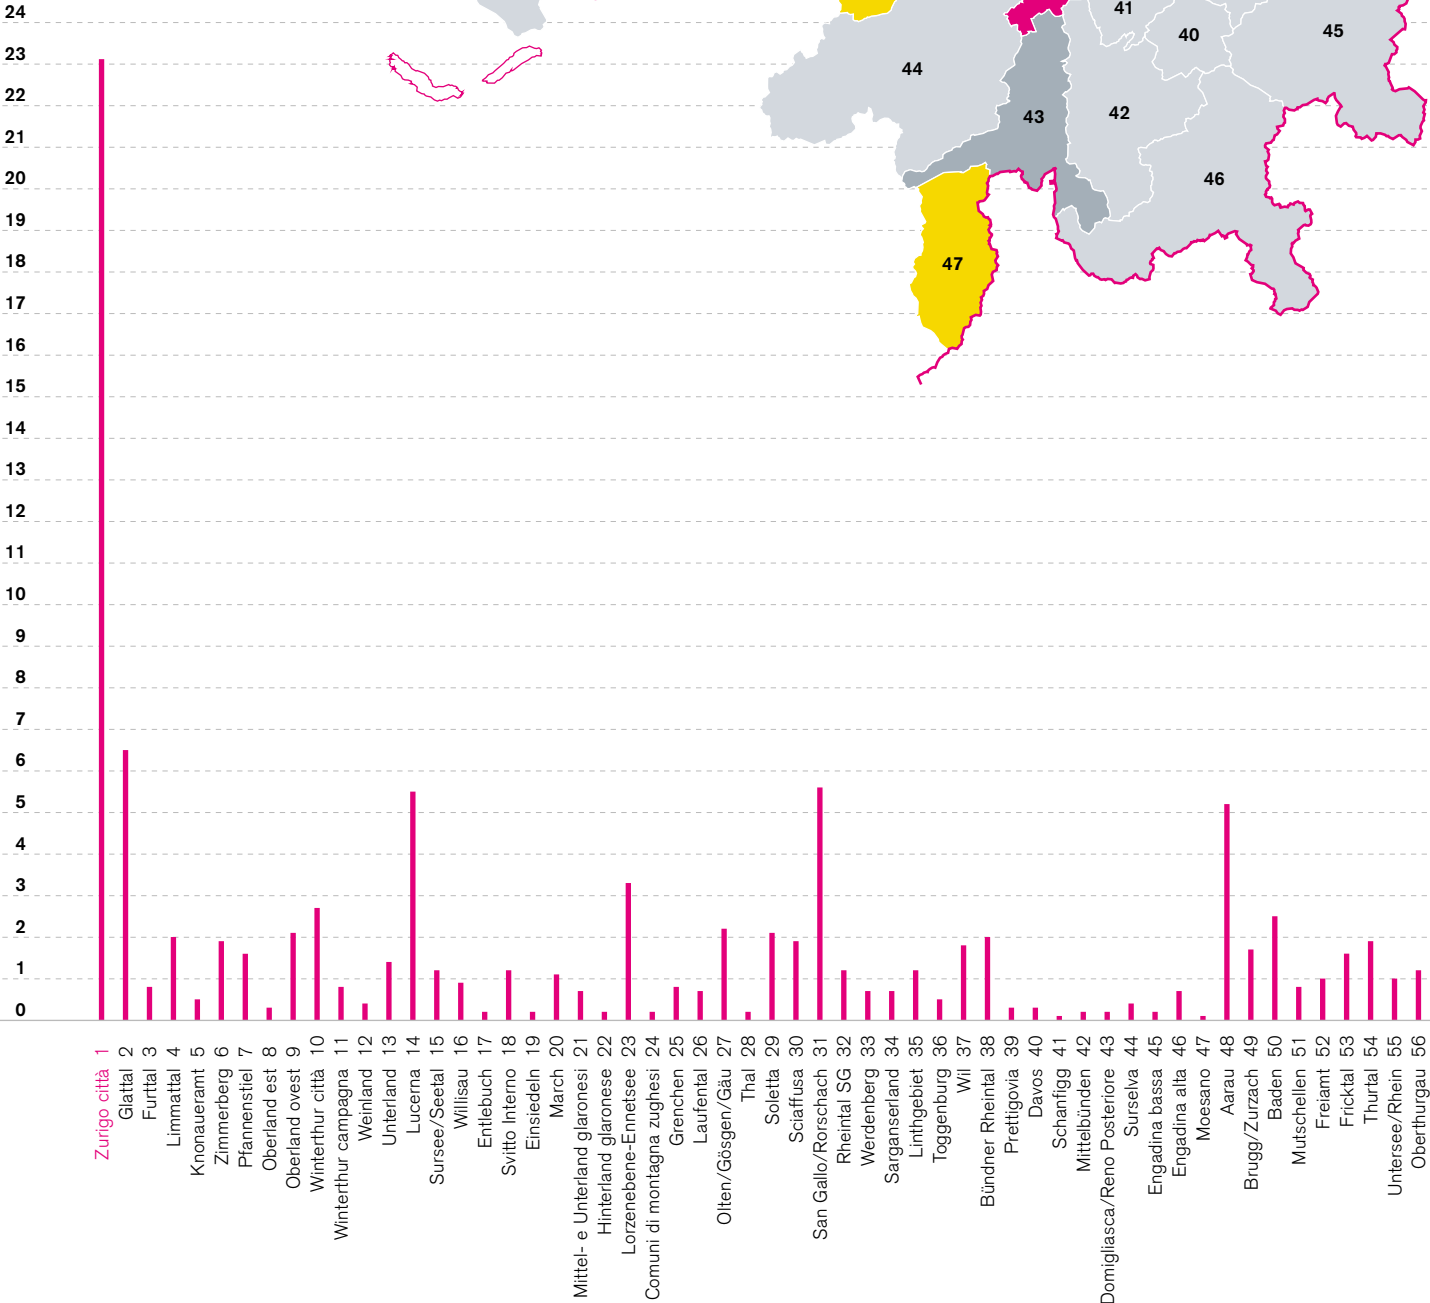 24
23
22
21
20
19
18
17
16
15
14
13
12
11
10
9
8
7
6
5
4
3
2
1
0
41
40
45
44
43
42
46
47
Zurigo città 1
Glattal 2
Furttal 3
Limmattal 4
Knonaueramt 5
Zimmerberg 6
Pfannenstiel 7
Oberland est 8
Oberland ovest 9
Winterthur città 10
Winterthur campagna 11
Weinland 12
Unterland 13
Lucerna 14
Sursee/Seetal 15
Willisau 16
Entlebuch 17
Svitto Interno 18
Einsiedeln 19
March 20
Mittel- e Unterland glaronesi 21
Hinterland glaronese 22
Lorzenebene-Ennetsee 23
Comuni di montagna zughesi 24
Grenchen 25
Laufental 26
Olten/Gösgen/Gäu 27
Thal 28
Soletta 29
Sciaffusa 30
San Gallo/Rorschach 31
Rheintal SG 32
Werdenberg 33
Sarganserland 34
Linthgebiet 35
Toggenburg 36
Wil 37
Bündner Rheintal 38
Prettigovia 39
Davos 40
Schanfigg 41
Mittelbünden 42
Domigliasca/Reno Posteriore 43
Surselva 44
Engadina bassa 45
Engadina alta 46
Moesano 47
Aarau 48
Brugg/Zurzach 49
Baden 50
Mutschellen 51
Freiamt 52
Fricktal 53
Thurtal 54
Untersee/Rhein 55
Oberthurgau 56